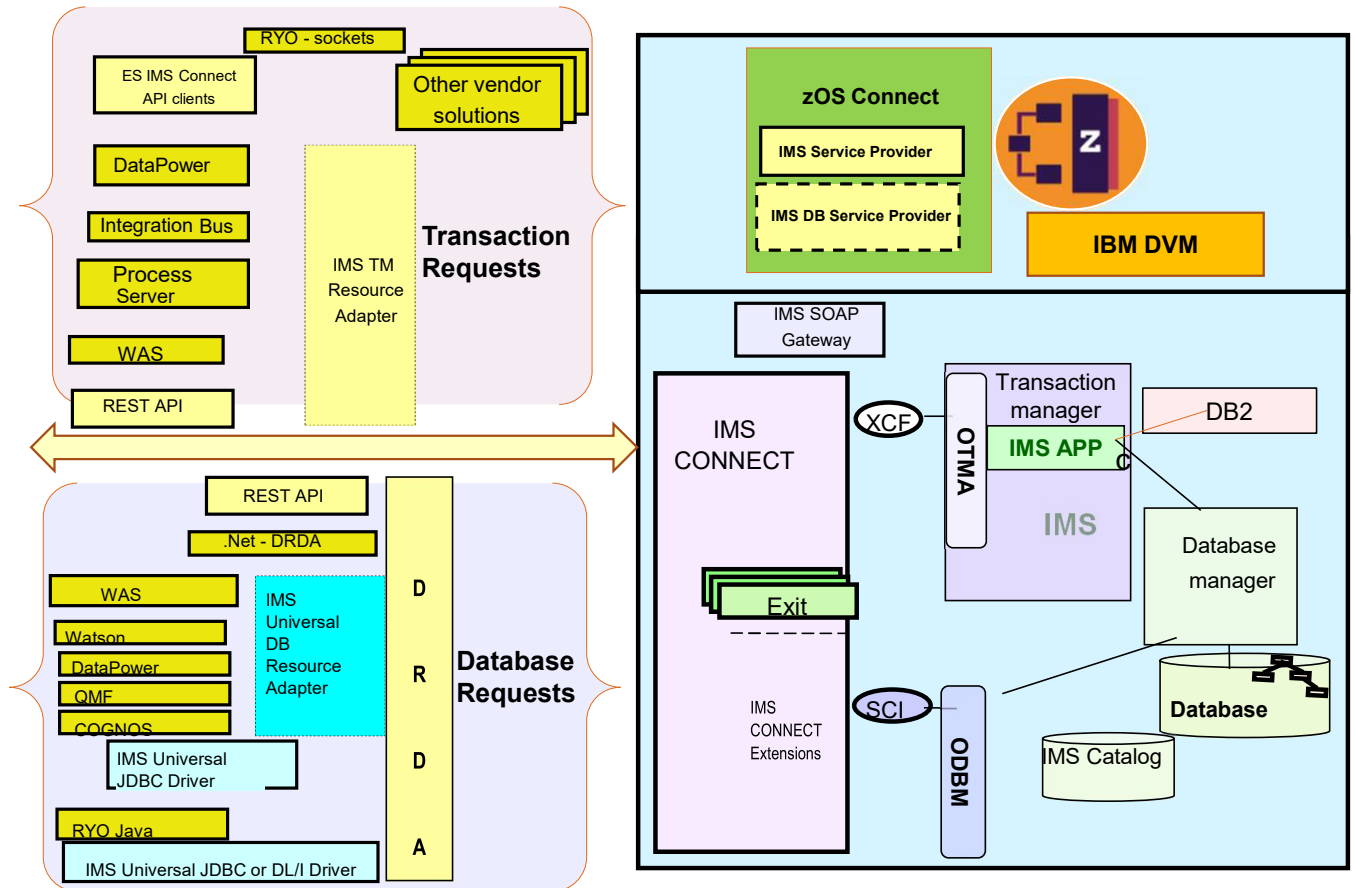 RYO - sockets
ES IMS Connect
API clients
Other vendor
solutions
DataPower
Integration Bus
Process
Server
WAS
REST API
IMS TM
Resource
Adapter
Transaction
Requests
REST API
.Net - DRDA
WAS
Watson
DataPower
QMF
COGNOS
IMS
Universal
DB
Resource
Adapter
IMS Universal
JDBC Driver
RYO Java
IMS Universal JDBC or DL/I Driver
D
R
D
A
Database
Requests
zOS Connect
IMS Service Provider
IMS DB Service Provider
Z
IBM DVM
IMS SOAP
Gateway
IMS
CONNECT
Exit
IMS
CONNECT
Extensions
XCF
OTMA
Transaction
manager
IMS APP
C
IMS
DB2
Database
manager
SCI
ODBM
Database
IMS Catalog